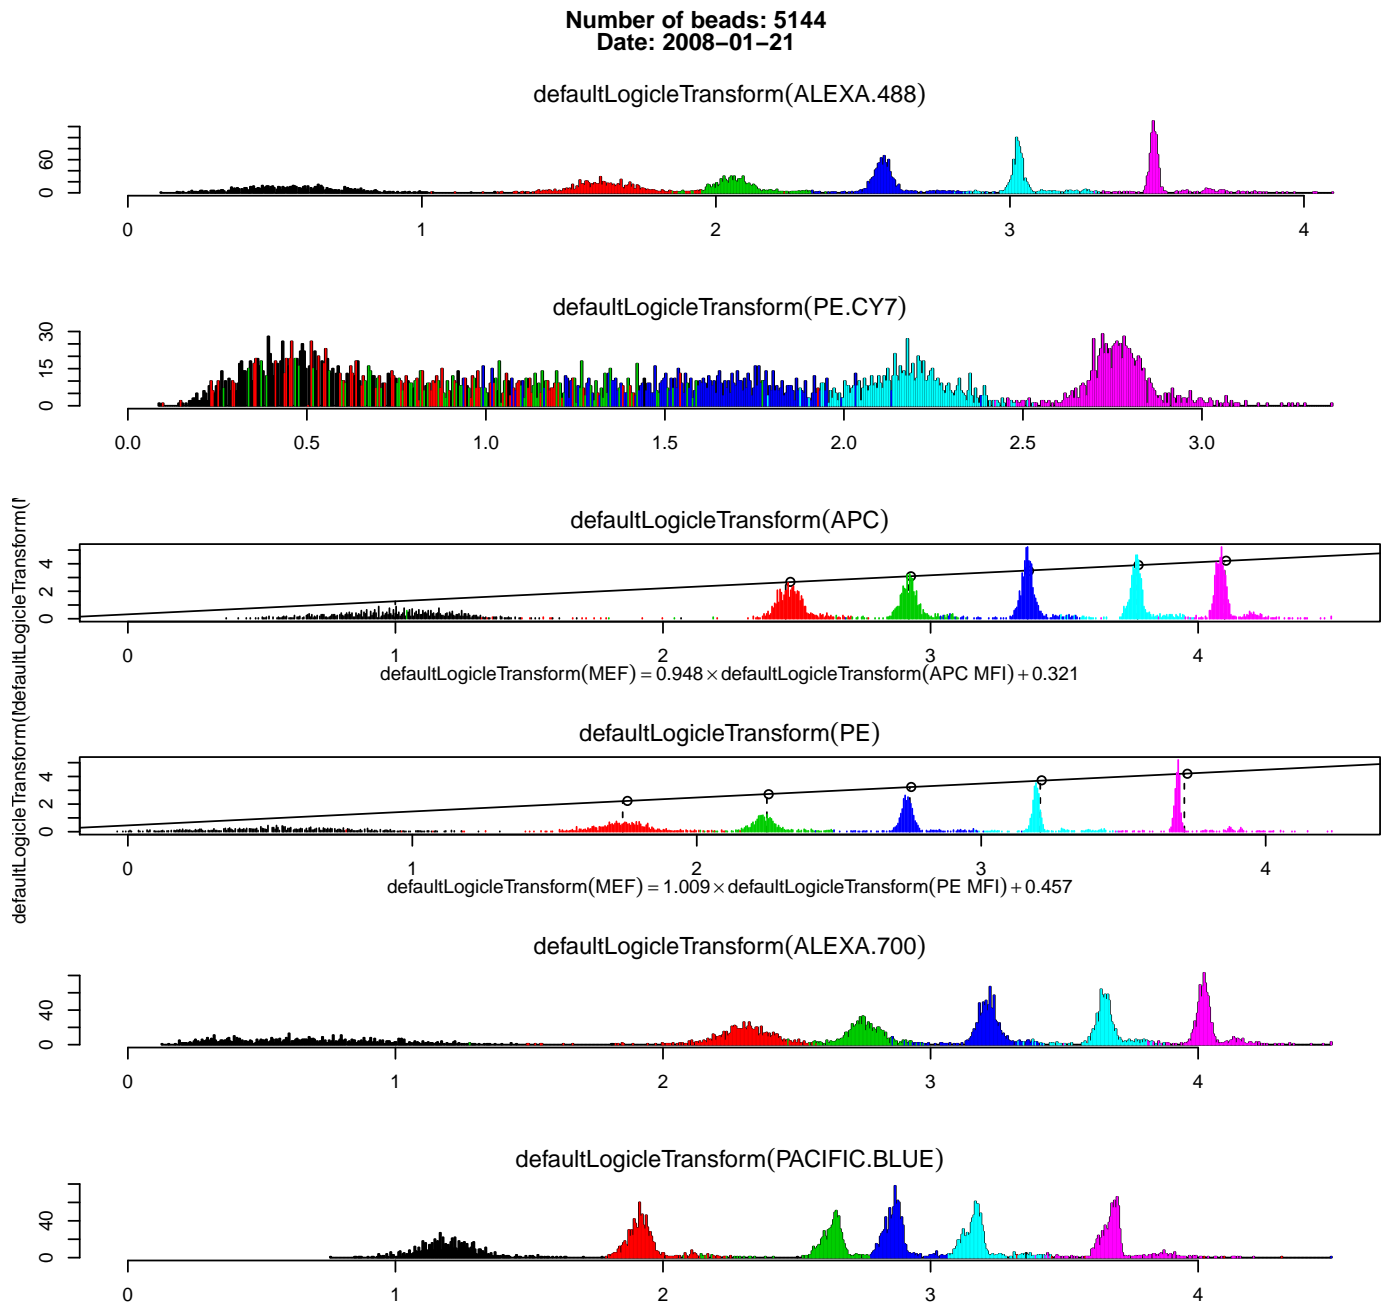 Number of beads: 5144
Date: 2008−01−21
defaultLogicleTransform(ALEXA.488)
0 60
0 1 2 3 4
defaultLogicleTransform(PE.CY7)
0 15 30
0.0 0.5 1.0 1.5 2.0 2.5 3.0
defaultLogicleTransform(APC)
defaultLogicleTransform(
0 2 4
0 1 2 3 4
defaultLogicleTransform(MEF) = 0.948 × defaultLogicleTransform(APC MFI) + 0.321
defaultLogicleTransform(PE)
defaultLogicleTransform(
0 2 4
0 1 2 3 4
defaultLogicleTransform(MEF) = 1.009 × defaultLogicleTransform(PE MFI) + 0.457
defaultLogicleTransform(ALEXA.700)
0 40
0 1 2 3 4
defaultLogicleTransform(PACIFIC.BLUE)
0 40
0 1 2 3 4